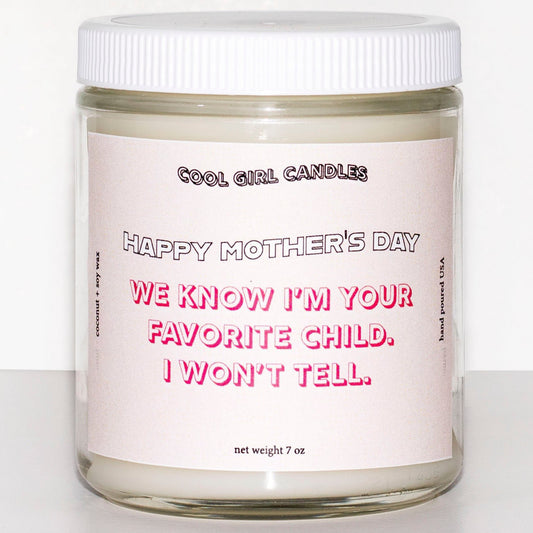 COOL GIRL CANDLES
HAPPY MOTHER'S DAY
WE KNOW I'M YOUR
FAVORITE CHILD.
I WON'T TELL.
coconut + soy wax
hand poured USA
net weight 7 oz